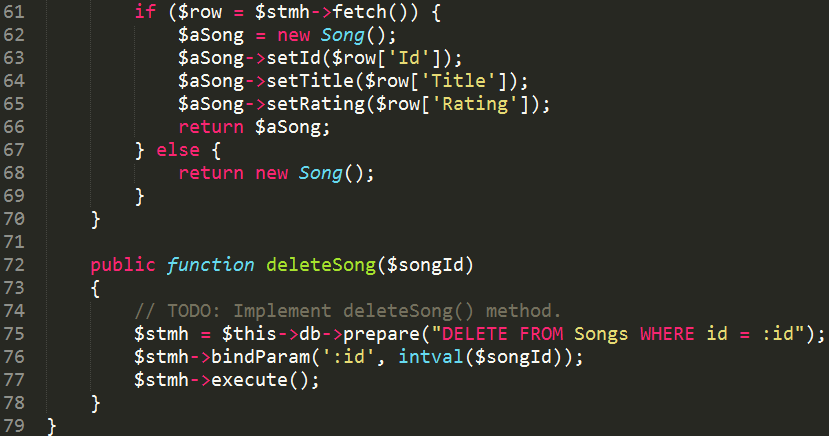 61         if ($row = $stmh->fetch()) {
62             $aSong = new Song();
63             $aSong->setId($row['Id']);
64             $aSong->setTitle($row['Title']);
65             $aSong->setRating($row['Rating']);
66             return $aSong;
67         } else {
68             return new Song();
69         }
70     }
71
72     public function deleteSong($songId)
73     {
74         // TODO: Implement deleteSong() method.
75         $stmh = $this->db->prepare("DELETE FROM Songs WHERE id = :id");
76         $stmh->bindParam(':id', intval($songId));
77         $stmh->execute();
78     }
79 }